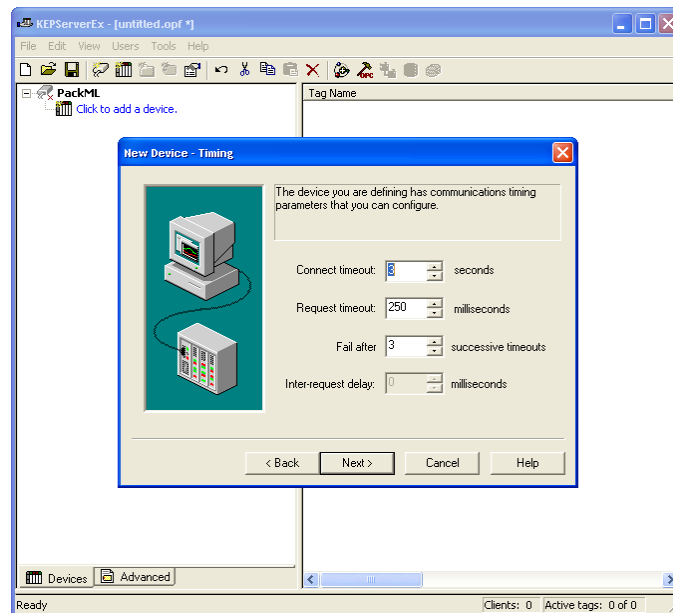 KEPServerEx - [untitled.opf *]
File Edit View Users Tools Help
OPC
PackML
Click to add a device.
Tag Name
New Device - Timing
The device you are defining has communications timing
parameters that you can configure.
Connect timeout: 3 seconds
Request timeout: 250 milliseconds
Fail after 3 successive timeouts
Inter-request delay: 0 milliseconds
< Back Next > Cancel Help
Devices Advanced
Ready Clients: 0 Active tags: 0 of 0